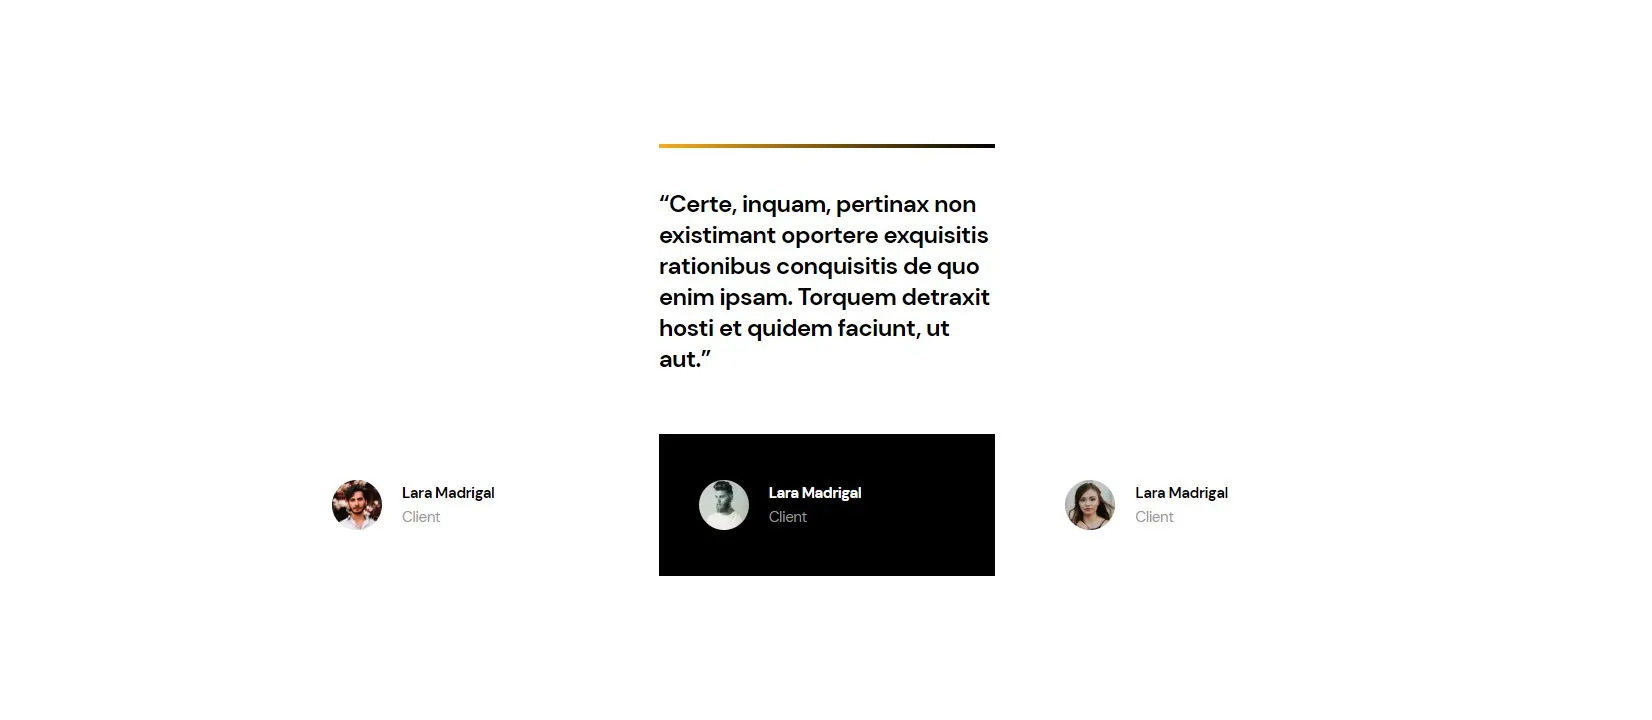 “Certe, inquam, pertinax non
existimant oportere exquisitis
rationibus conquisitis de quo
enim ipsam. Torquem detraxit
hosti et quidem faciunt, ut
aut.”
Lara Madrigal
Client
Lara Madrigal
Client
Lara Madrigal
Client